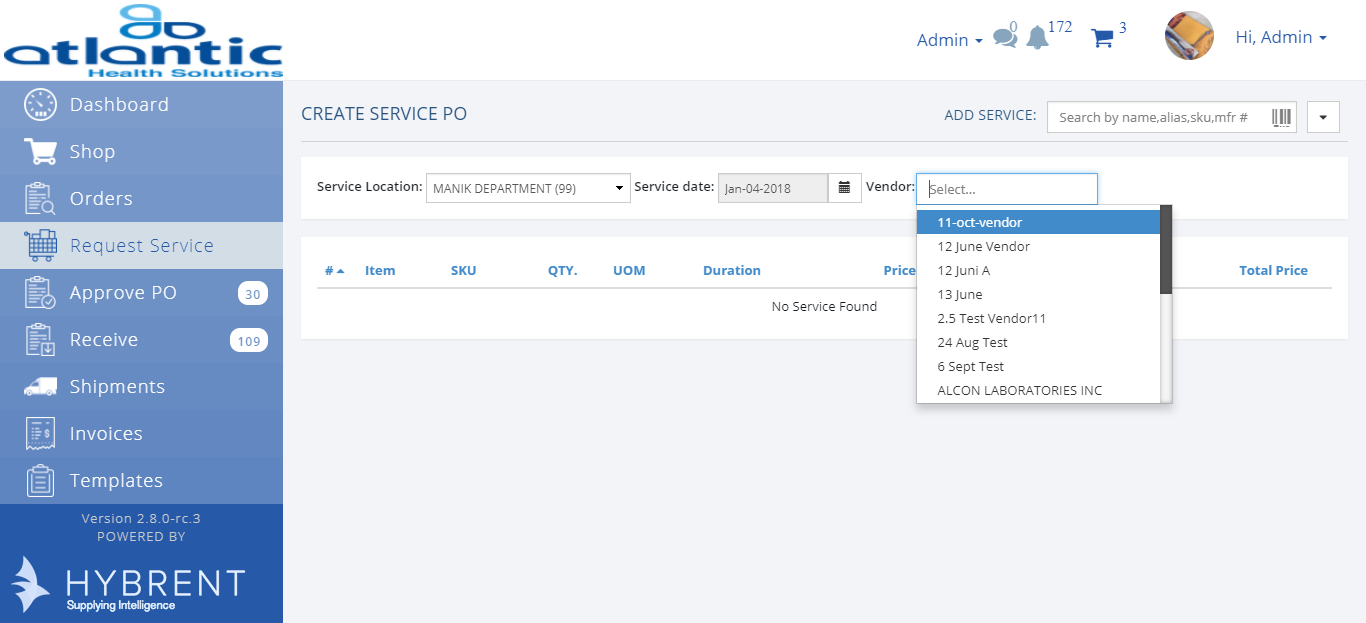 atlantic
Health Solutions
Admin
0
172
3
Hi, Admin
Dashboard
Shop
Orders
Request Service
Approve PO 30
Receive 109
Shipments
Invoices
Templates
Version 2.8.0-rc.3
POWERED BY
HYBRENT
Supplying Intelligence
CREATE SERVICE PO
ADD SERVICE: Search by name,alias,sku,mfr #
Service Location: MANIK DEPARTMENT (99) Service date: Jan-04-2018 Vendor: Select...
11-oct-vendor
12 June Vendor
12 Juni A
13 June
2.5 Test Vendor11
24 Aug Test
6 Sept Test
ALCON LABORATORIES INC
# Item SKU QTY. UOM Duration Price Total Price
No Service Found